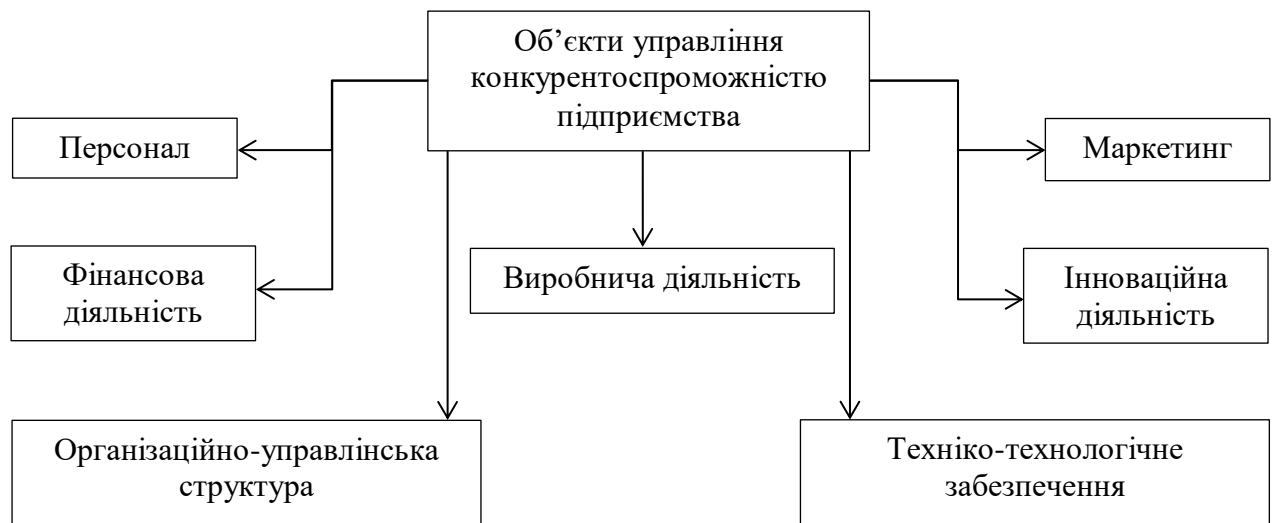 Об’єкти управління
конкурентоспроможністю
підприємства
Персонал
Маркетинг
Фінансова
діяльність
Виробнича діяльність
Інноваційна
діяльність
Організаційно-управлінська
структура
Техніко-технологічне
забезпечення